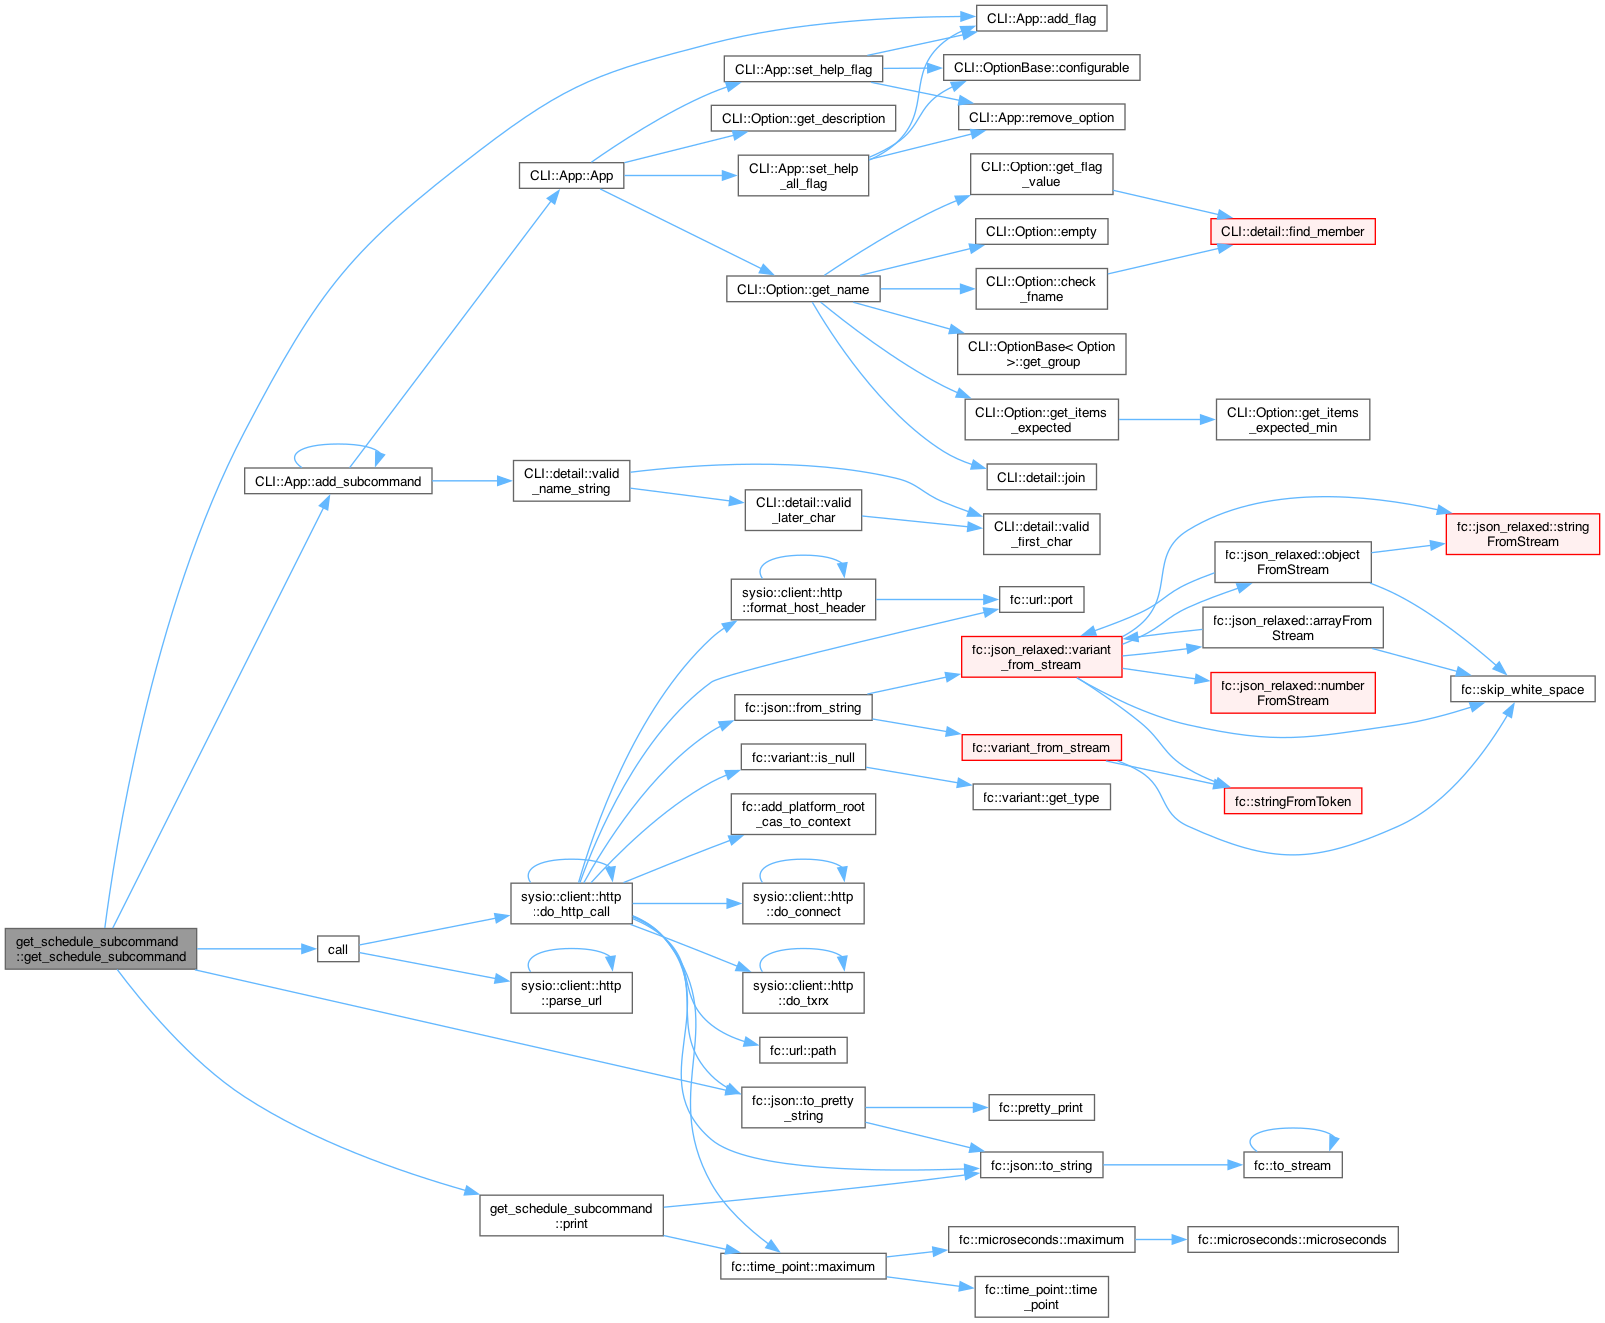 CLI::App::add_flag
CLI::App::set_help_flag
CLI::OptionBase::configurable
CLI::Option::get_description
CLI::App::remove_option
CLI::App::App
CLI::App::set_help
_all_flag
CLI::Option::get_flag
_value
CLI::Option::empty
CLI::detail::find_member
CLI::Option::get_name
CLI::Option::check
_fname
CLI::OptionBase< Option
>::get_group
CLI::Option::get_items
_expected
CLI::Option::get_items
_expected_min
CLI::App::add_subcommand
CLI::detail::valid
_name_string
CLI::detail::join
CLI::detail::valid
_later_char
CLI::detail::valid
_first_char
fc::json_relaxed::string
FromStream
fc::json_relaxed::object
FromStream
sysio::client::http
::format_host_header
fc::url::port
fc::json_relaxed::arrayFrom
Stream
fc::json_relaxed::variant
_from_stream
fc::json_relaxed::number
FromStream
fc::skip_white_space
fc::json::from_string
fc::variant_from_stream
fc::variant::is_null
fc::variant::get_type
fc::stringFromToken
fc::add_platform_root
_cas_to_context
sysio::client::http
::do_http_call
sysio::client::http
::do_connect
get_schedule_subcommand
::get_schedule_subcommand
call
sysio::client::http
::parse_url
sysio::client::http
::do_txrx
fc::url::path
fc::json::to_pretty
_string
fc::pretty_print
fc::json::to_string
fc::to_stream
get_schedule_subcommand
::print
fc::time_point::maximum
fc::microseconds::maximum
fc::microseconds::microseconds
fc::time_point::time
_point